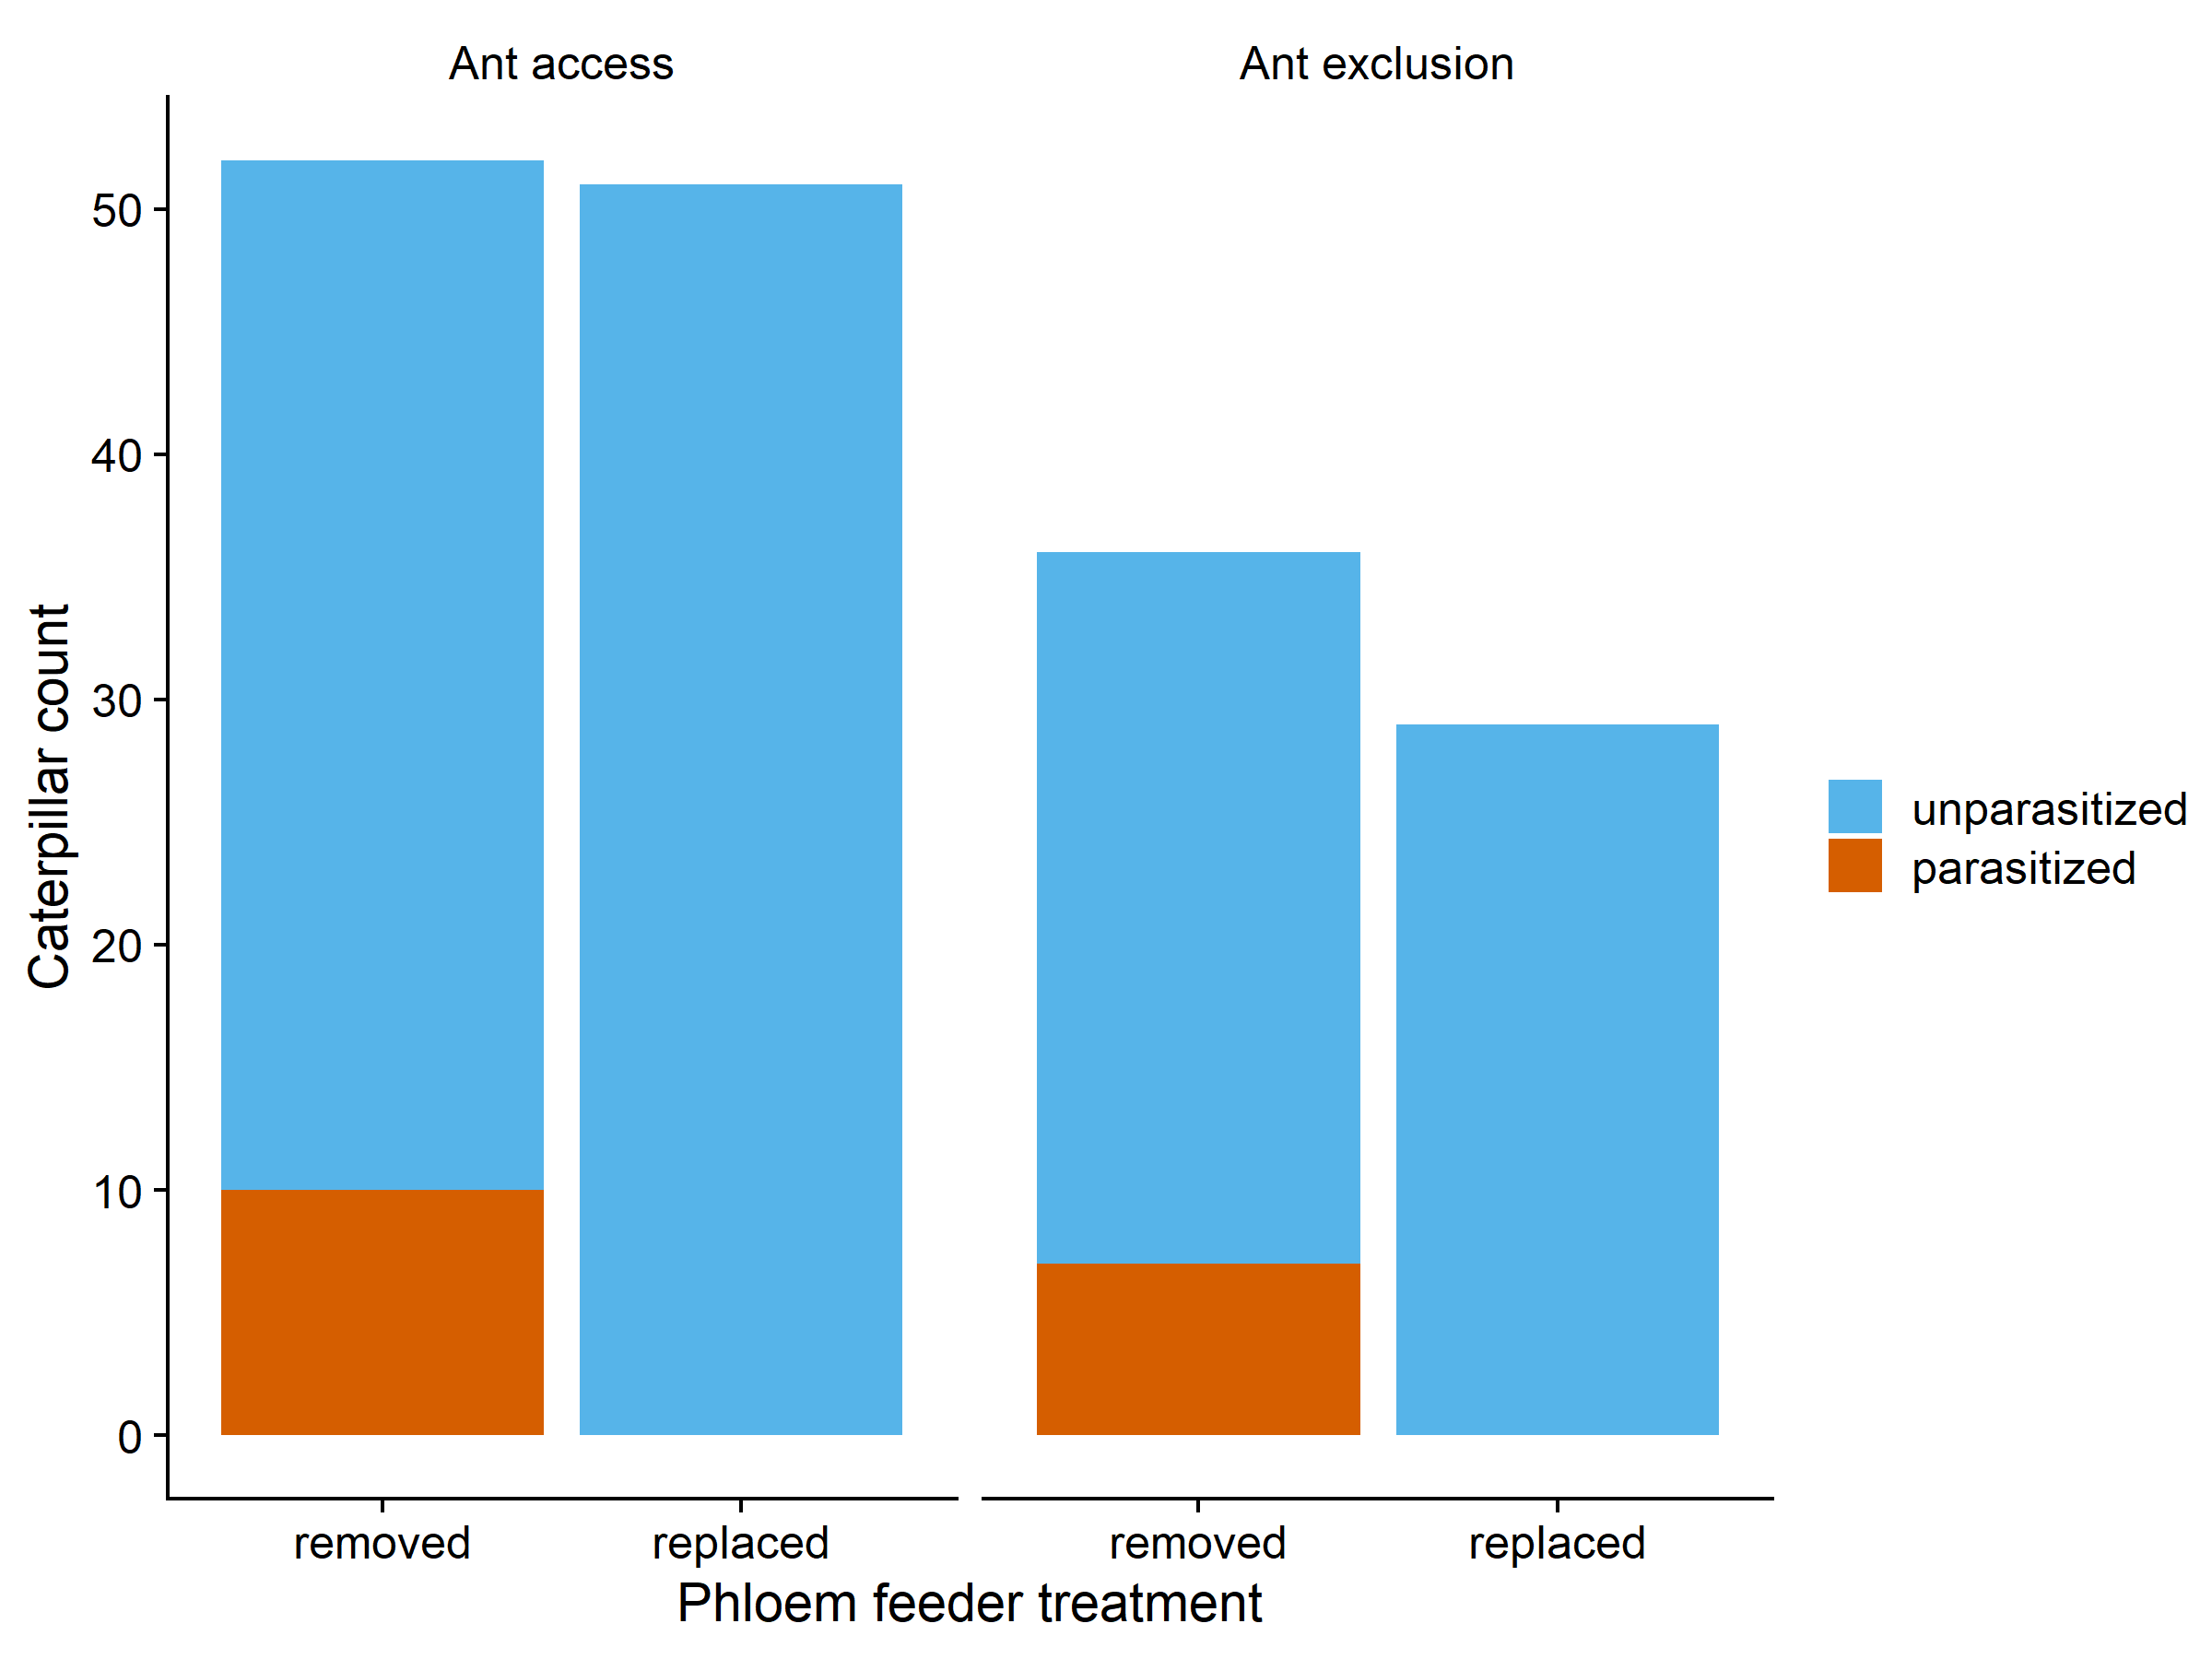 Ant access
Ant exclusion
Caterpillar count
50
40
30
20
10
0
removed
replaced
removed
replaced
Phloem feeder treatment
unparasitized
parasitized